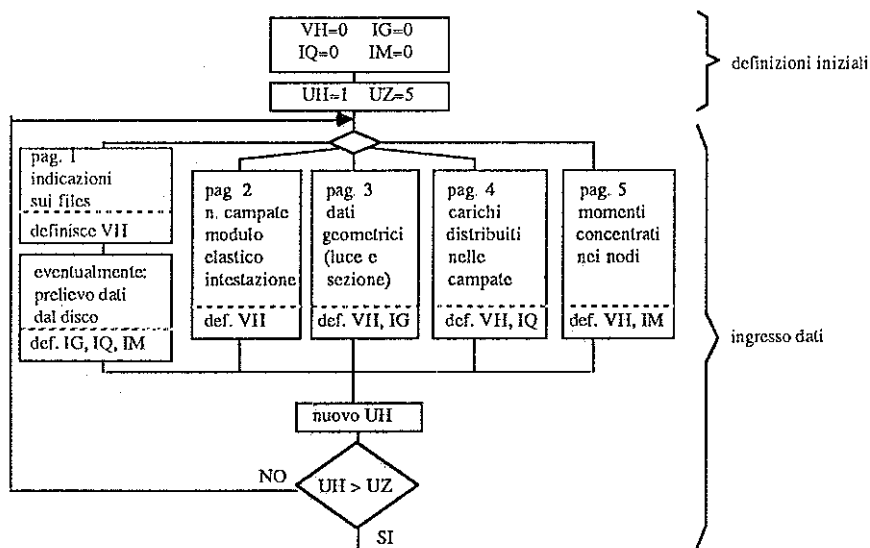 VH=0 IG=0
IQ=0 IM=0
definizioni iniziali
UH=1 UZ=5
pag. 1
indicazioni
sui files
definisce VH
eventualmente:
prelievo dati
dal disco
def. IG, IQ, IM
pag. 2
n. campate
modulo
elastico
intestazione
def. VH
pag. 3
dati
geometrici
(luce e
sezione)
def. VH, IG
pag. 4
carichi
distribuiti
nelle
campate
def. VH, IQ
pag. 5
momenti
concentrati
nei nodi
def. VH, IM
ingresso dati
nuovo UH
NO
UH > UZ
SI